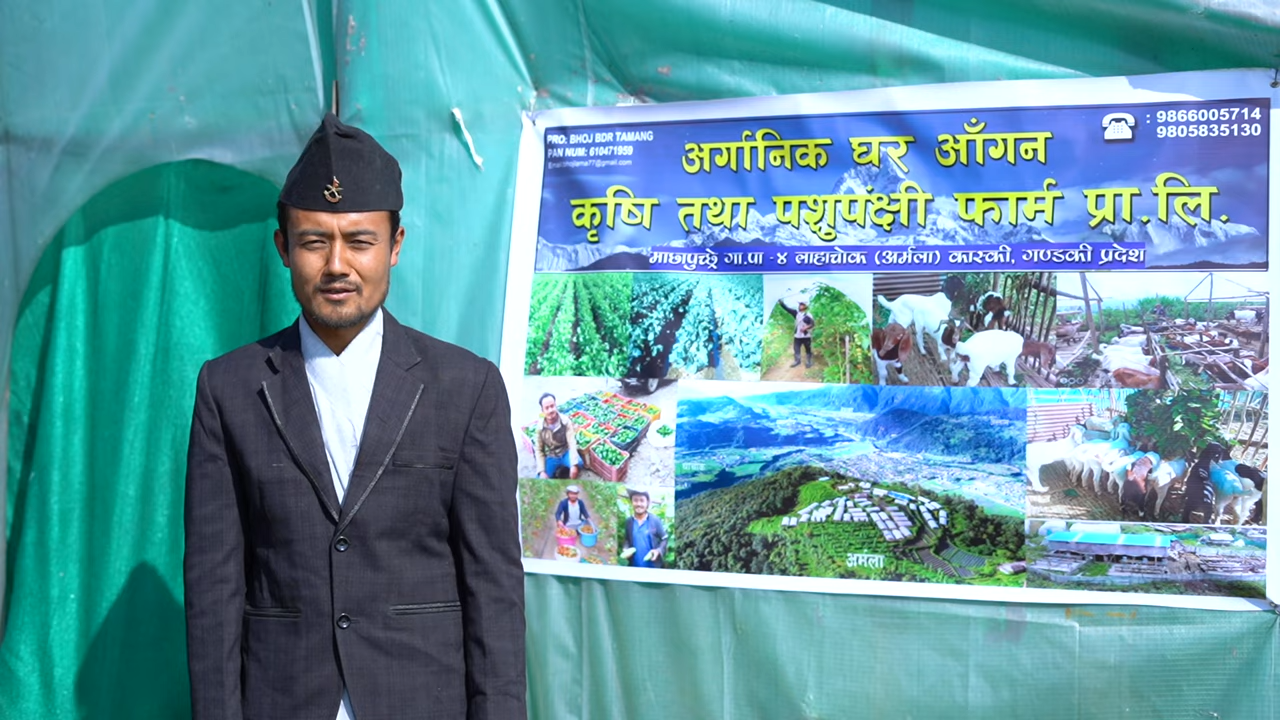 PRO: BHOJ BDR TAMANG
PAN NUM: 610471959
: 9866005714
9805835130
अर्गानिक घर आँगन
कृषि तथा पशुपंक्षी फार्म प्रा.लि.
माछापुच्छ्रे गा.पा -४ लाहाचोक (अर्मला) कास्की, गण्डकी प्रदेश
अर्मला